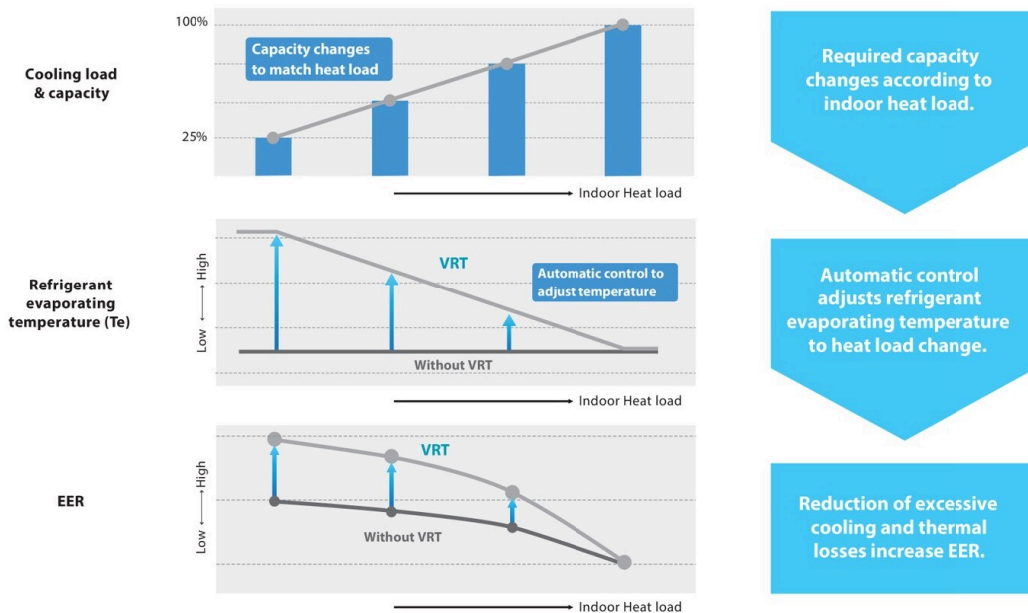 Cooling load
& capacity
100%
25%
Capacity changes
to match heat load
Indoor Heat load
Required capacity
changes according to
indoor heat load.
Refrigerant
evaporating
temperature (Te)
Low
High
VRT
Automatic control to
adjust temperature
Without VRT
Indoor Heat load
Automatic control
adjusts refrigerant
evaporating temperature
to heat load change.
EER
Low
High
VRT
Without VRT
Indoor Heat load
Reduction of excessive
cooling and thermal
losses increase EER.